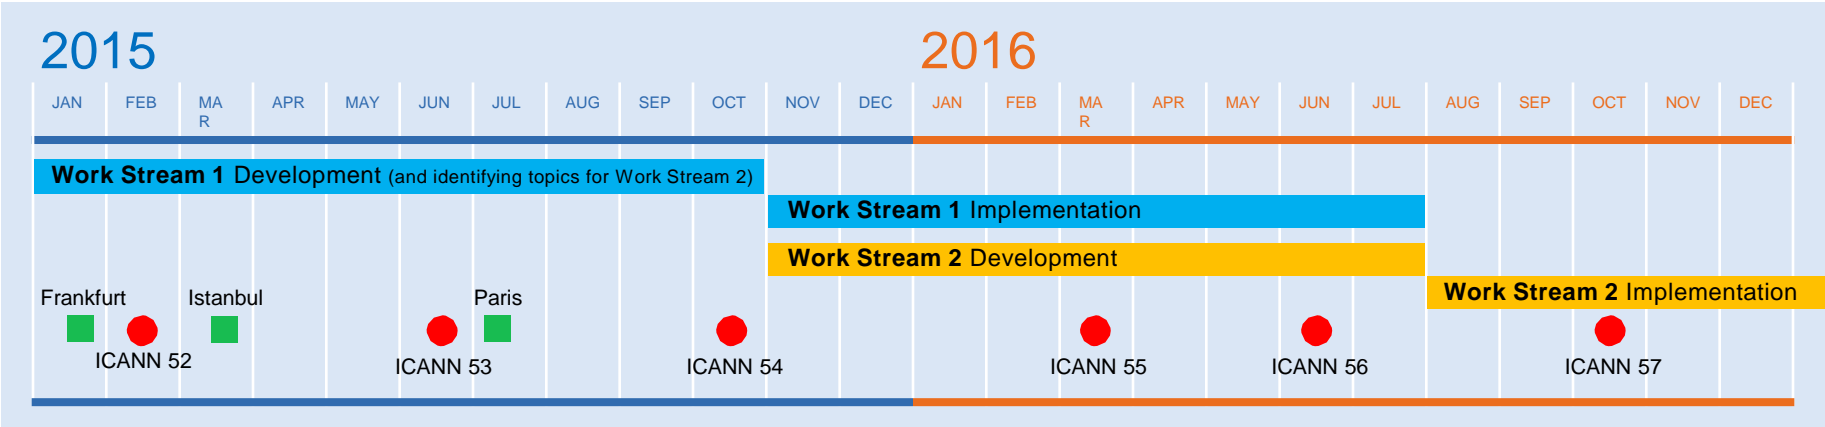 2015 2016
JAN FEB MA APR MAY JUN JUL AUG SEP OCT NOV DEC JAN FEB MA APR MAY JUN JUL AUG SEP OCT NOV DEC
R R
Work Stream 1 Development (and identifying topics for Work Stream 2)
Work Stream 1 Implementation
Work Stream 2 Development
Work Stream 2 Implementation
Frankfurt Istanbul Paris
ICANN 52 ICANN 53 ICANN 54 ICANN 55 ICANN 56 ICANN 57